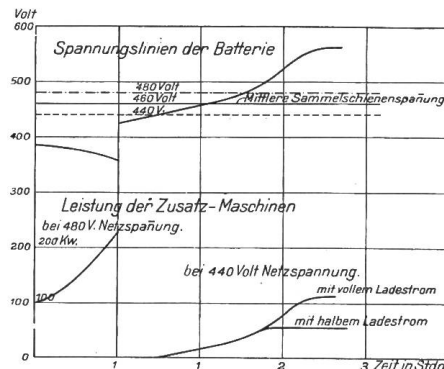 Volt
600
Spannungslinien der Batterie
500
480 Volt
460 Volt
Mittlere Sammelschienenspañung
440 V.
400
300
Leistung der Zusatz-Maschinen
bei 480 V. Netzspañung.
200 Kw.
200
bei 440 Volt Netzspannung.
mit vollem Ladestrom
100
100
mit halbem Ladestrom
0
1
1
2
3 Zeit in Stdn